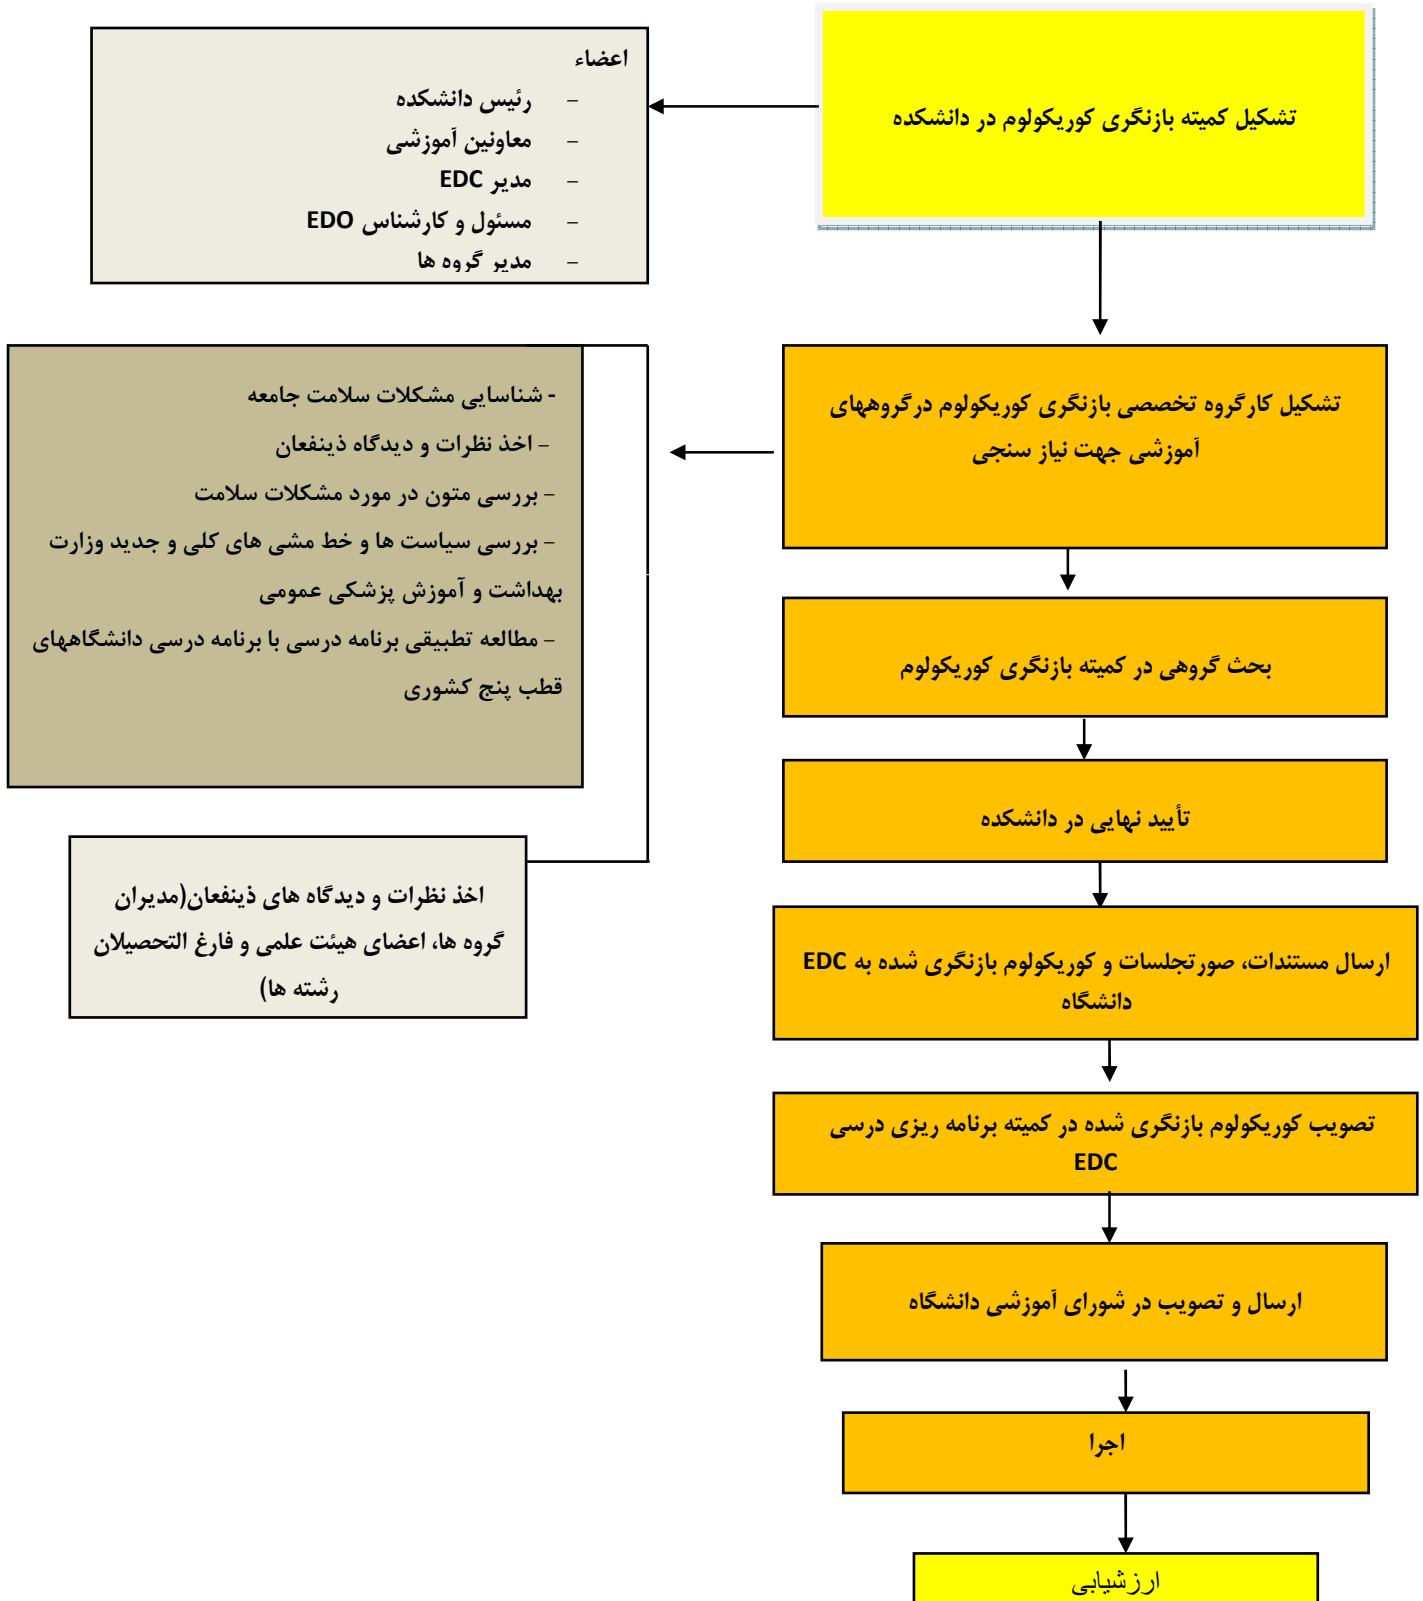 تشکیل کمیته بازنگری کوریکولوم در دانشکده
اعضاء
– رئیس دانشکده
– معاونین آموزشی
– مدیر EDC
– مسئول و کارشناس EDO
– مدیر گروه ها
تشکیل کارگروه تخصصی بازنگری کوریکولوم درگروههای
آموزشی جهت نیاز سنجی
- شناسایی مشکلات سلامت جامعه
– اخذ نظرات و دیدگاه ذینفعان
– بررسی متون در مورد مشکلات سلامت
– بررسی سیاست ها و خط مشی های کلی و جدید وزارت
بهداشت و آموزش پزشکی عمومی
– مطالعه تطبیقی برنامه درسی با برنامه درسی دانشگاههای
قطب پنج کشوری
اخذ نظرات و دیدگاه های ذینفعان(مدیران
گروه ها، اعضای هیئت علمی و فارغ التحصیلان
رشته ها)
بحث گروهی در کمیته بازنگری کوریکولوم
تأیید نهایی در دانشکده
ارسال مستندات، صورتجلسات و کوریکولوم بازنگری شده به EDC
دانشگاه
تصویب کوریکولوم بازنگری شده در کمیته برنامه ریزی درسی
EDC
ارسال و تصویب در شورای آموزشی دانشگاه
اجرا
ارزشیابی